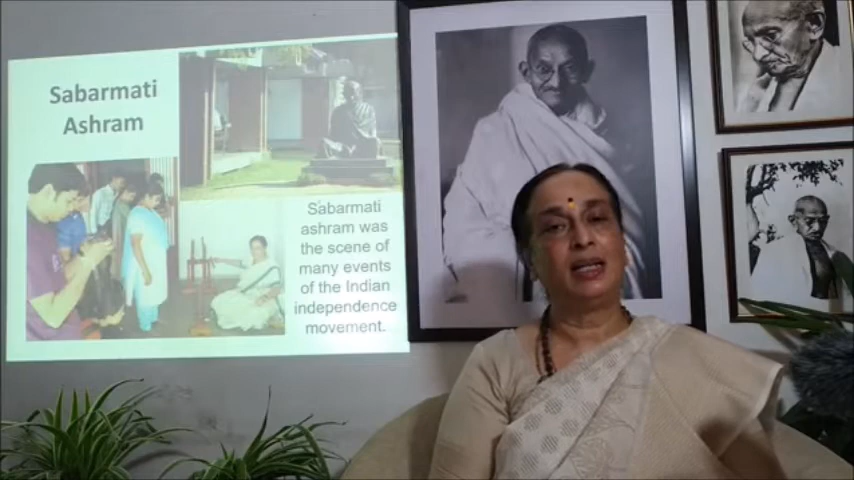 Sabarmati
Ashram
Sabarmati
ashram was
the scene of
many events
of the Indian
independence
movement.